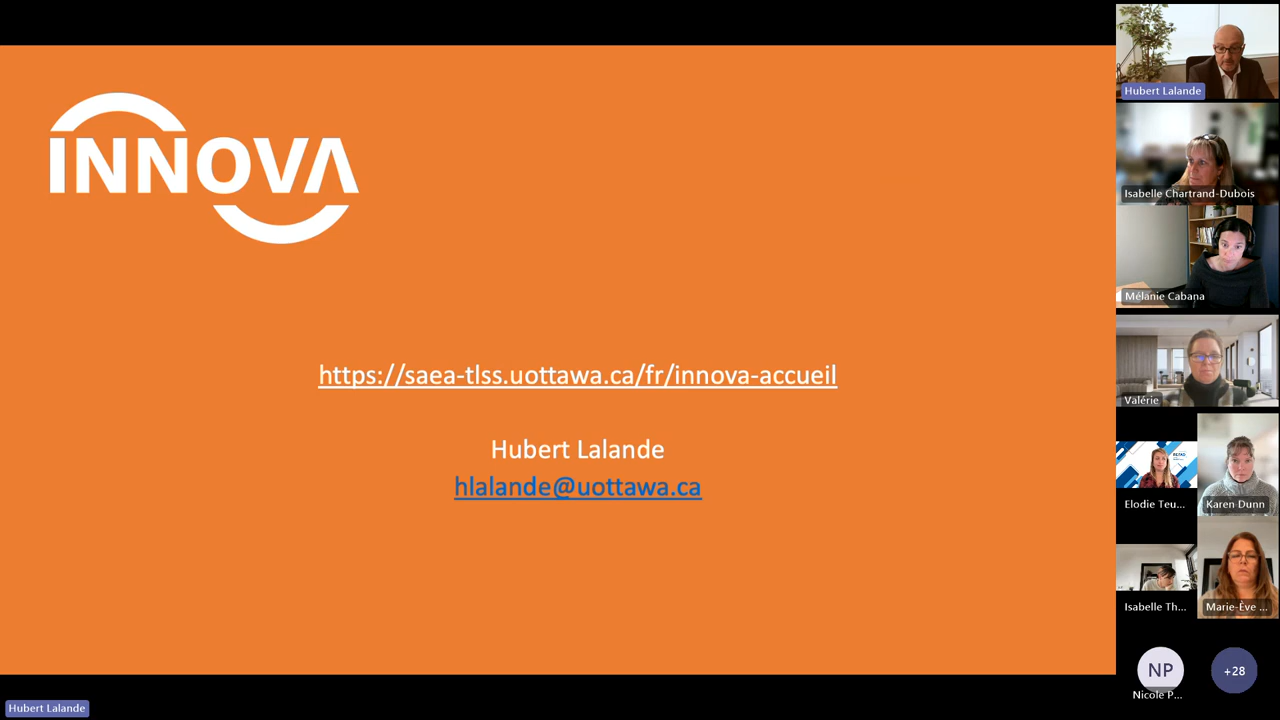 INNOVA
https://saea-tlss.uottawa.ca/fr/innova-accueil
Hubert Lalande
hlalande@uottawa.ca
Hubert Lalande
Hubert Lalande
Isabelle Chartrand-Dubois
Mélanie Cabana
Valérie
Elodie Teu...
Karen Dunn
Isabelle Th...
Marie-Ève ...
NP
Nicole P...
+28